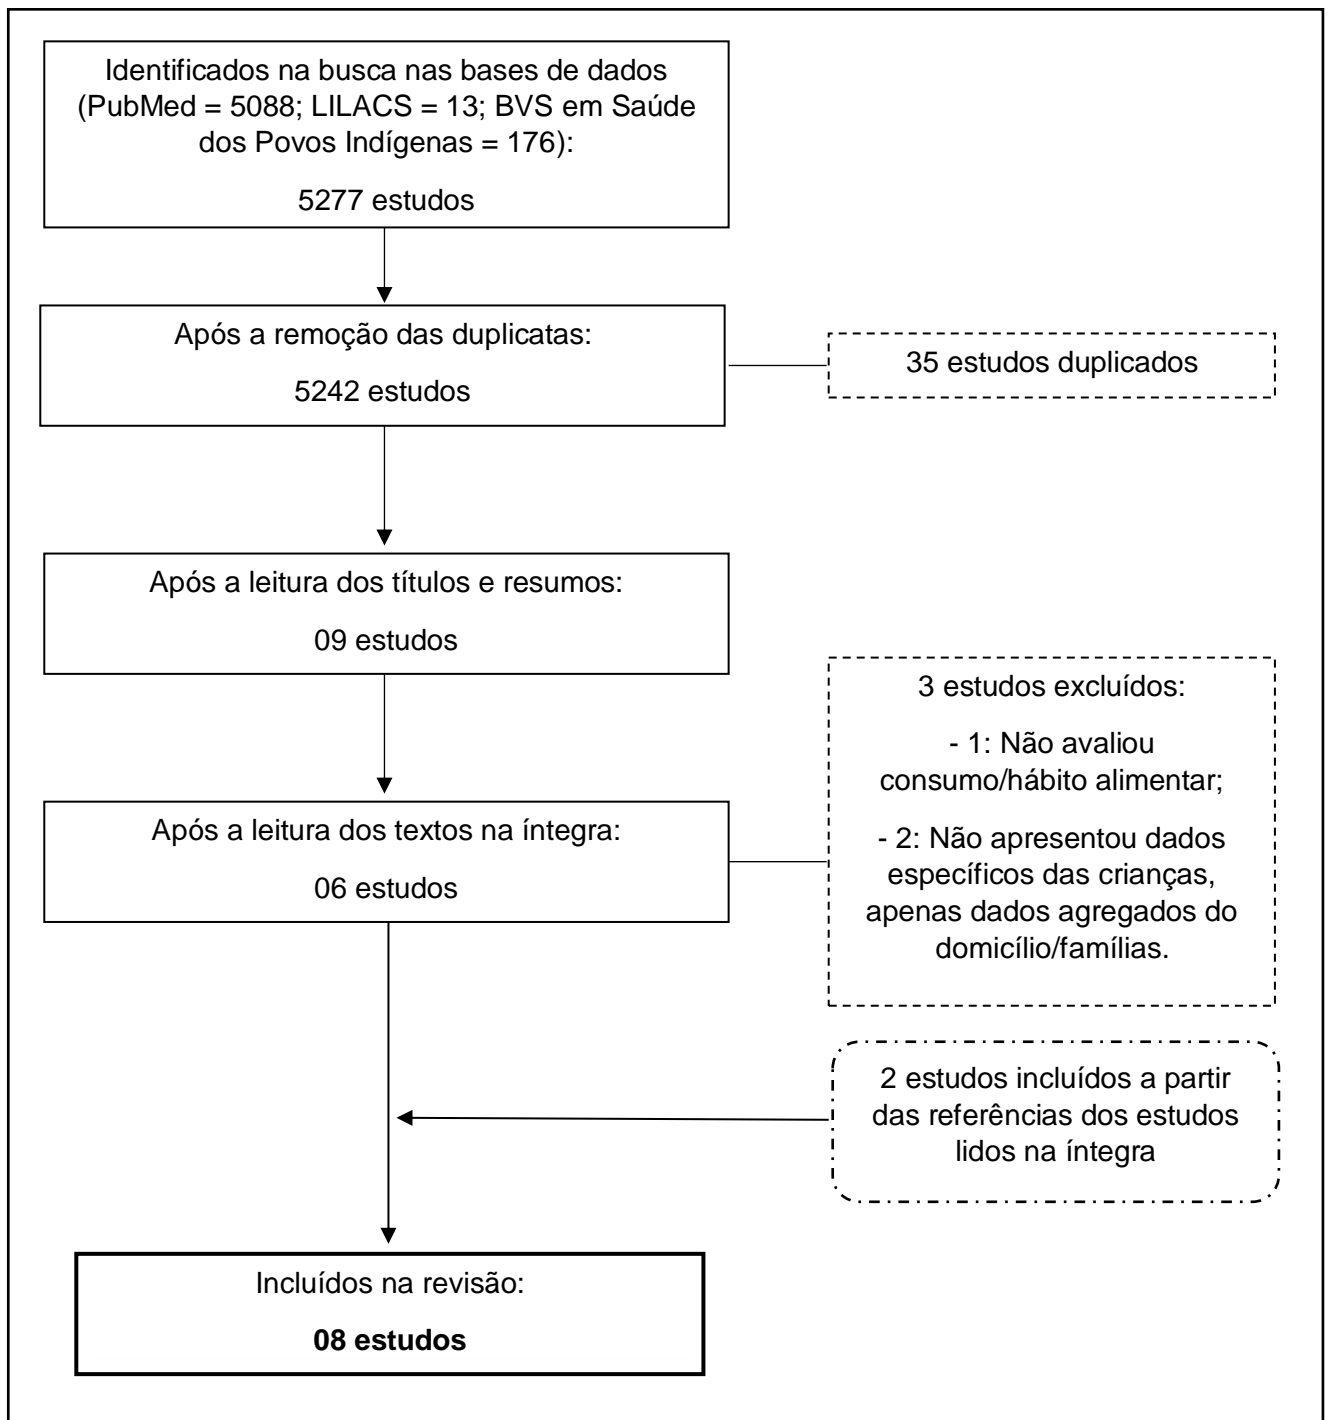 Identificados na busca nas bases de dados
(PubMed = 5088; LILACS = 13; BVS em Saúde
dos Povos Indígenas = 176):
5277 estudos
Após a remoção das duplicatas:
5242 estudos
35 estudos duplicados
Após a leitura dos títulos e resumos:
09 estudos
3 estudos excluídos:
- 1: Não avaliou
consumo/hábito alimentar;
- 2: Não apresentou dados
específicos das crianças,
apenas dados agregados do
domicílio/famílias.
Após a leitura dos textos na íntegra:
06 estudos
2 estudos incluídos a partir
das referências dos estudos
lidos na íntegra
Incluídos na revisão:
08 estudos